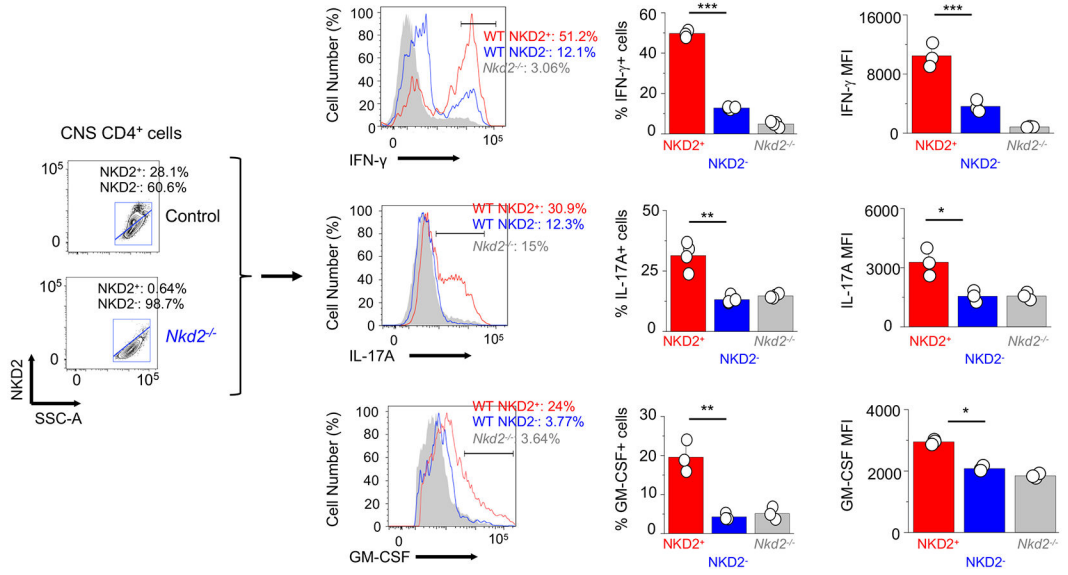 CNS CD4⁺ cells
10⁵
NKD2⁺: 28.1%
NKD2⁻: 60.6%
Control
0
0 10⁵
10⁵
NKD2⁺: 0.64%
NKD2⁻: 98.7%
Nkd2⁻/⁻
0
0 10⁵
NKD2
SSC-A
Cell Number (%)
100
80
60
40
20
0
0 10⁵
WT NKD2⁺: 51.2%
WT NKD2⁻: 12.1%
Nkd2⁻/⁻: 3.06%
IFN-γ
% IFN-γ+ cells
60
40
20
0
***
NKD2⁺
NKD2⁻
Nkd2⁻/⁻
IFN-γ MFI
16000
8000
0
***
NKD2⁺
NKD2⁻
Nkd2⁻/⁻
Cell Number (%)
100
80
60
40
20
0
0 10⁵
WT NKD2⁺: 30.9%
WT NKD2⁻: 12.3%
Nkd2⁻/⁻: 15%
IL-17A
% IL-17A+ cells
50
25
0
**
NKD2⁺
NKD2⁻
Nkd2⁻/⁻
IL-17A MFI
6000
3000
0
*
NKD2⁺
NKD2⁻
Nkd2⁻/⁻
Cell Number (%)
100
80
60
40
20
0
0 10⁵
WT NKD2⁺: 24%
WT NKD2⁻: 3.77%
Nkd2⁻/⁻: 3.64%
GM-CSF
% GM-CSF+ cells
30
20
10
0
**
NKD2⁺
NKD2⁻
Nkd2⁻/⁻
GM-CSF MFI
4000
2000
0
*
NKD2⁺
NKD2⁻
Nkd2⁻/⁻